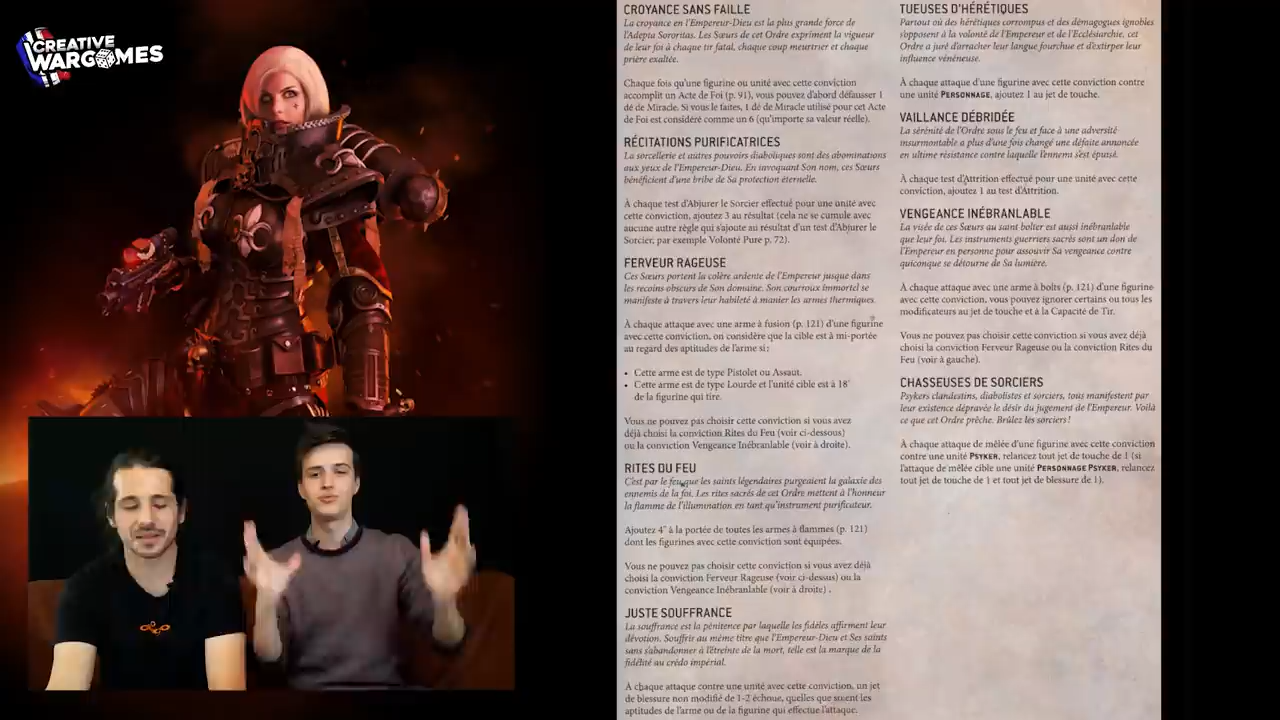 CREATIVE
WARGAMES
CROYANCE SANS FAILLE
La croyance en l'Empereur-Dieu est la plus grande force de
l'Adepta Sororitas. Les Sœurs de cet Ordre expriment la vigueur
de leur foi à chaque tir fatal, chaque coup meurtrier et chaque
prière exaltée.
Chaque fois qu'une figurine ou unité avec cette conviction
accomplit un Acte de Foi (p. 91), vous pouvez d'abord défausser 1
dé de Miracle. Si vous le faites, 1 dé de Miracle utilisé pour cet Acte
de Foi est considéré comme un 6 (qu'importe sa valeur réelle).
RÉCITATIONS PURIFICATRICES
La sorcellerie et autres pouvoirs diaboliques sont des abominations
aux yeux de l'Empereur-Dieu. En invoquant Son nom, ces Sœurs
bénéficient d'une bribe de Sa protection éternelle.
À chaque test d'Abjurer le Sorcier effectué pour une unité avec
cette conviction, ajoutez 3 au résultat (cela ne se cumule avec
aucune autre règle qui s'ajoute au résultat d'un test d'Abjurer le
Sorcier, par exemple Volonté Pure p. 72).
FERVEUR RAGEUSE
Ces Sœurs portent la colère ardente de l'Empereur jusque dans
les recoins obscurs de Son domaine. Son courroux immortel se
manifeste à travers leur habileté à manier les armes thermiques.
À chaque attaque avec une arme à fusion (p. 121) d'une figurine
avec cette conviction, on considère que la cible est à mi-portée
au regard des aptitudes de l'arme si :
• Cette arme est de type Pistolet ou Assaut.
• Cette arme est de type Lourde et l'unité cible est à 18"
de la figurine qui tire.
Vous ne pouvez pas choisir cette conviction si vous avez
déjà choisi la conviction Rites du Feu (voir ci-dessous)
ou la conviction Vengeance Inébranlable (voir à droite).
RITES DU FEU
C'est par le feu que les saints légendaires purgeaient la galaxie des
ennemis de la foi. Les rites sacrés de cet Ordre mettent à l'honneur
la flamme de l'illumination en tant qu'instrument purificateur.
Ajoutez 4" à la portée de toutes les armes à flammes (p. 121)
dont les figurines avec cette conviction sont équipées.
Vous ne pouvez pas choisir cette conviction si vous avez déjà
choisi la conviction Ferveur Rageuse (voir ci-dessus) ou la
conviction Vengeance Inébranlable (voir à droite) .
JUSTE SOUFFRANCE
La souffrance est la pénitence par laquelle les fidèles affirment leur
dévotion. Souffrir au même titre que l'Empereur-Dieu et Ses saints
sans s'abandonner à l'étreinte de la mort, telle est la marque de la
fidélité au crédo impérial.
À chaque attaque contre une unité avec cette conviction, un jet
de blessure non modifié de 1-2 échoue, quelles que soient les
aptitudes de l'arme ou de la figurine qui effectue l'attaque.
TUEUSES D'HÉRÉTIQUES
Partout où des hérétiques corrompus et des démagogues ignobles
s'opposent à la volonté de l'Empereur et de l'Ecclésiarchie, cet
Ordre a juré d'arracher leur langue fourchue et d'extirper leur
influence vénéneuse.
À chaque attaque d'une figurine avec cette conviction contre
une unité PERSONNAGE, ajoutez 1 au jet de touche.
VAILLANCE DÉBRIDÉE
La sérénité de l'Ordre sous le feu et face à une adversité
insurmontable a plus d'une fois changé une défaite annoncée
en ultime résistance contre laquelle l'ennemi s'est épuisé.
À chaque test d'Attrition effectué pour une unité avec cette
conviction, ajoutez 1 au test d'Attrition.
VENGEANCE INÉBRANLABLE
La visée de ces Sœurs au saint bolter est aussi inébranlable
que leur foi. Les instruments guerriers sacrés sont un don de
l'Empereur en personne pour assouvir Sa vengeance contre
quiconque se détourne de Sa lumière.
À chaque attaque avec une arme à bolts (p. 121) d'une figurine
avec cette conviction, vous pouvez ignorer certains ou tous les
modificateurs au jet de touche et à la Capacité de Tir.
Vous ne pouvez pas choisir cette conviction si vous avez déjà
choisi la conviction Ferveur Rageuse ou la conviction Rites du
Feu (voir à gauche).
CHASSEUSES DE SORCIERS
Psykers clandestins, diabolistes et sorciers, tous manifestent par
leur existence dépravée le désir du jugement de l'Empereur. Voilà
ce que cet Ordre prêche. Brûlez les sorciers !
À chaque attaque de mêlée d'une figurine avec cette conviction
contre une unité PSYKER, relancez tout jet de touche de 1 (si
l'attaque de mêlée cible une unité PERSONNAGE PSYKER, relancez
tout jet de touche de 1 et tout jet de blessure de 1).